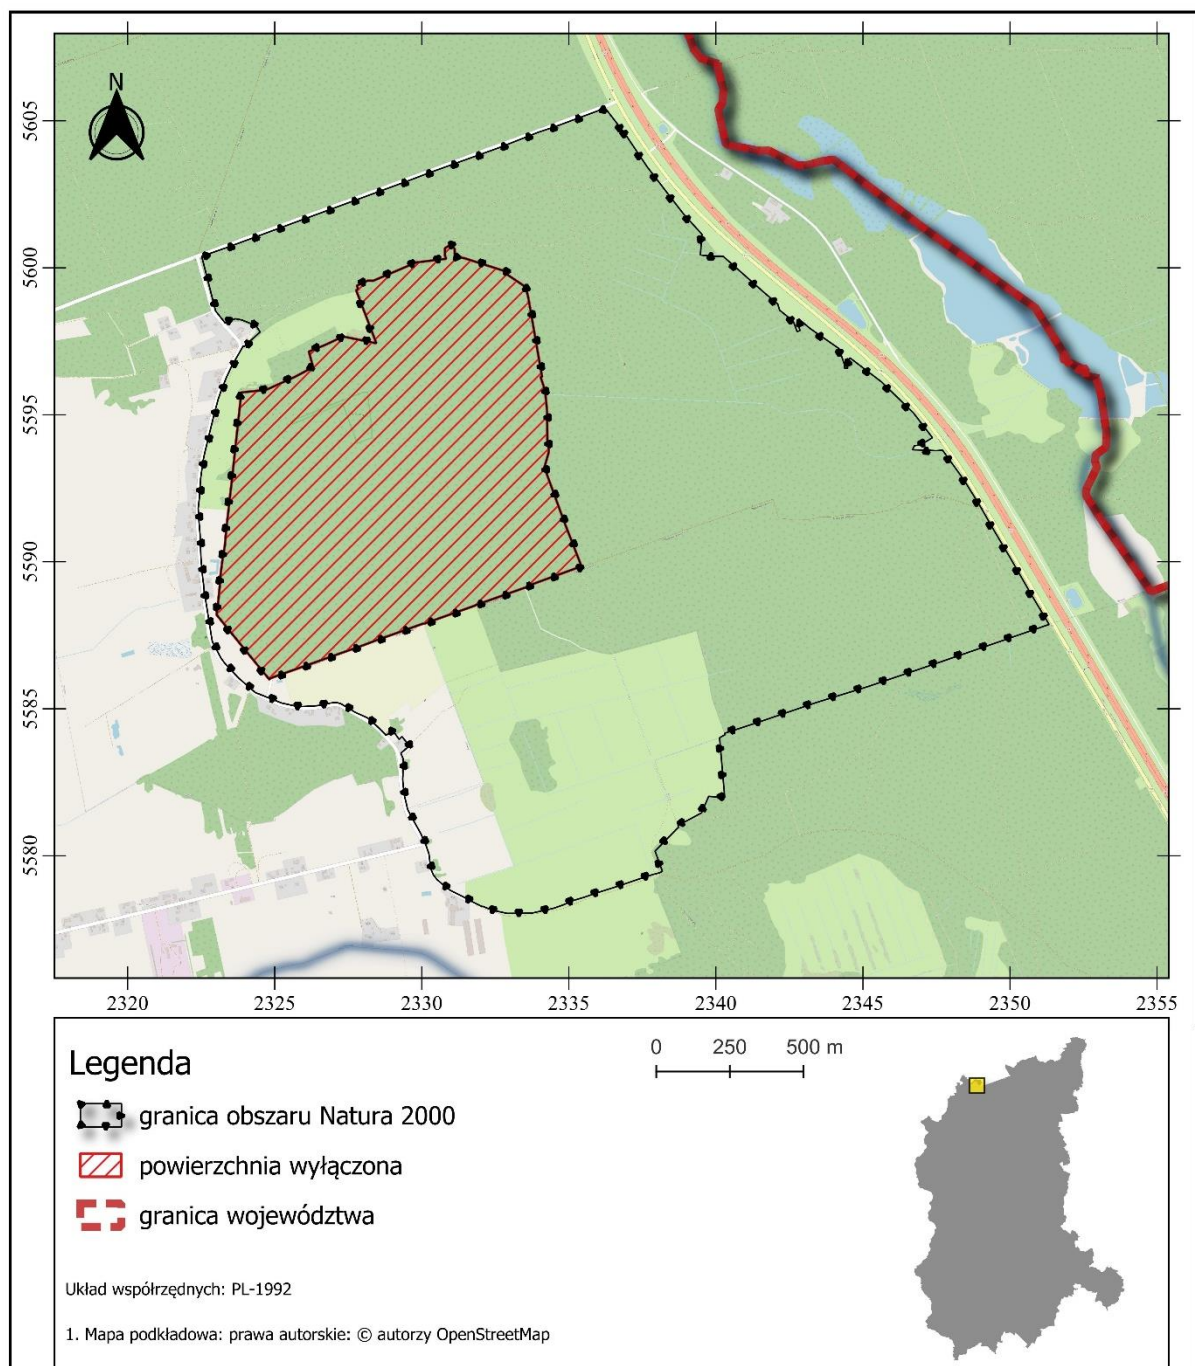 N
5605
5600
5595
5590
5585
5580
2320 2325 2330 2335 2340 2345 2350 2355
Legenda
0 250 500 m
granica obszaru Natura 2000
powierzchnia wyłączona
granica województwa
Układ współrzędnych: PL-1992
1. Mapa podkładowa: prawa autorskie: © autorzy OpenStreetMap